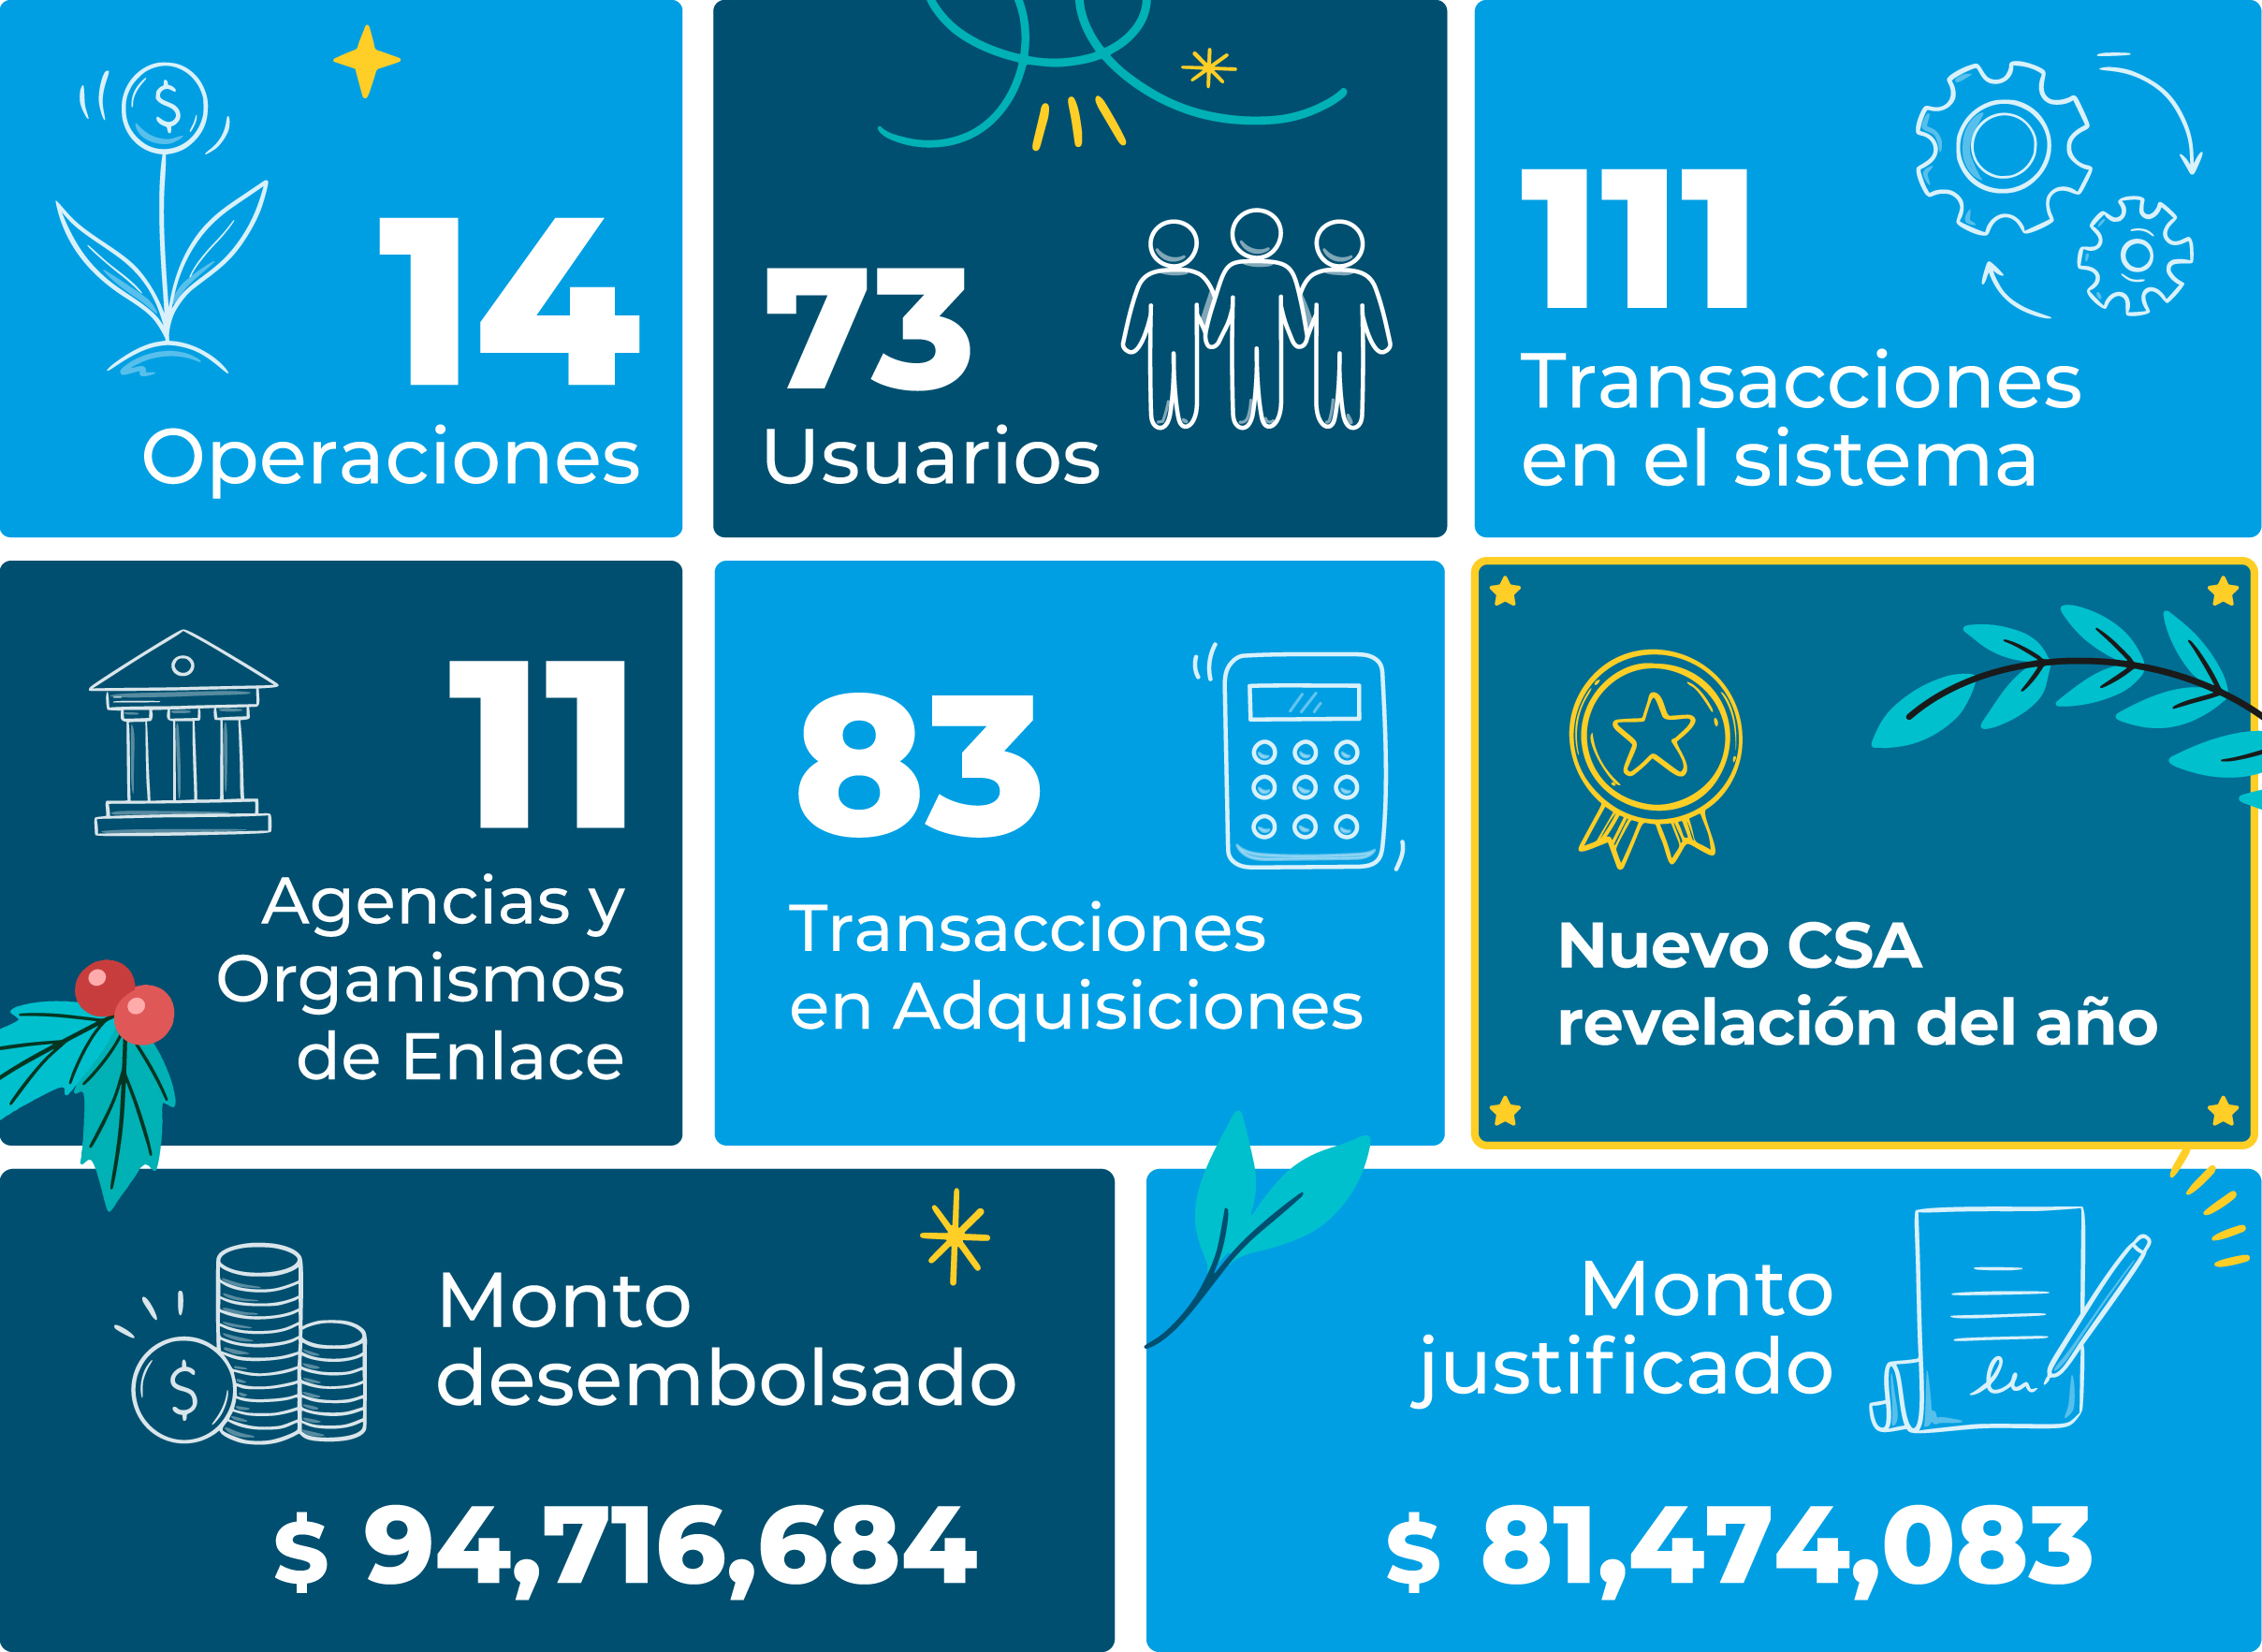 14
Operaciones
73
Usuarios
111
Transacciones
en el sistema
11
Agencias y
Organismos
de Enlace
83
Transacciones
en Adquisiciones
Nuevo CSA
revelación del año
Monto
desembolsado
$ 94,716,684
Monto
justificado
$ 81,474,083